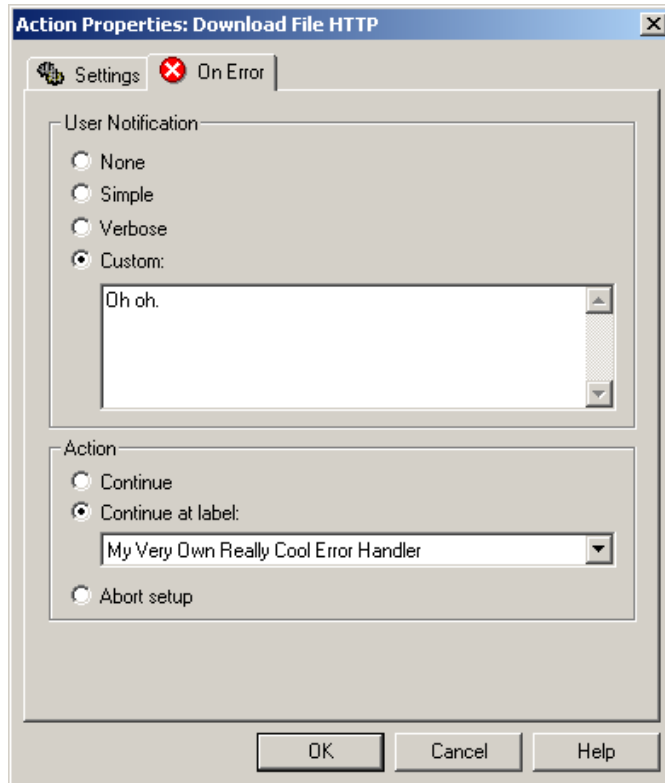 Action Properties: Download File HTTP
Settings
On Error
User Notification
None
Simple
Verbose
Custom:
Oh oh.
Action
Continue
Continue at label:
My Very Own Really Cool Error Handler
Abort setup
OK
Cancel
Help